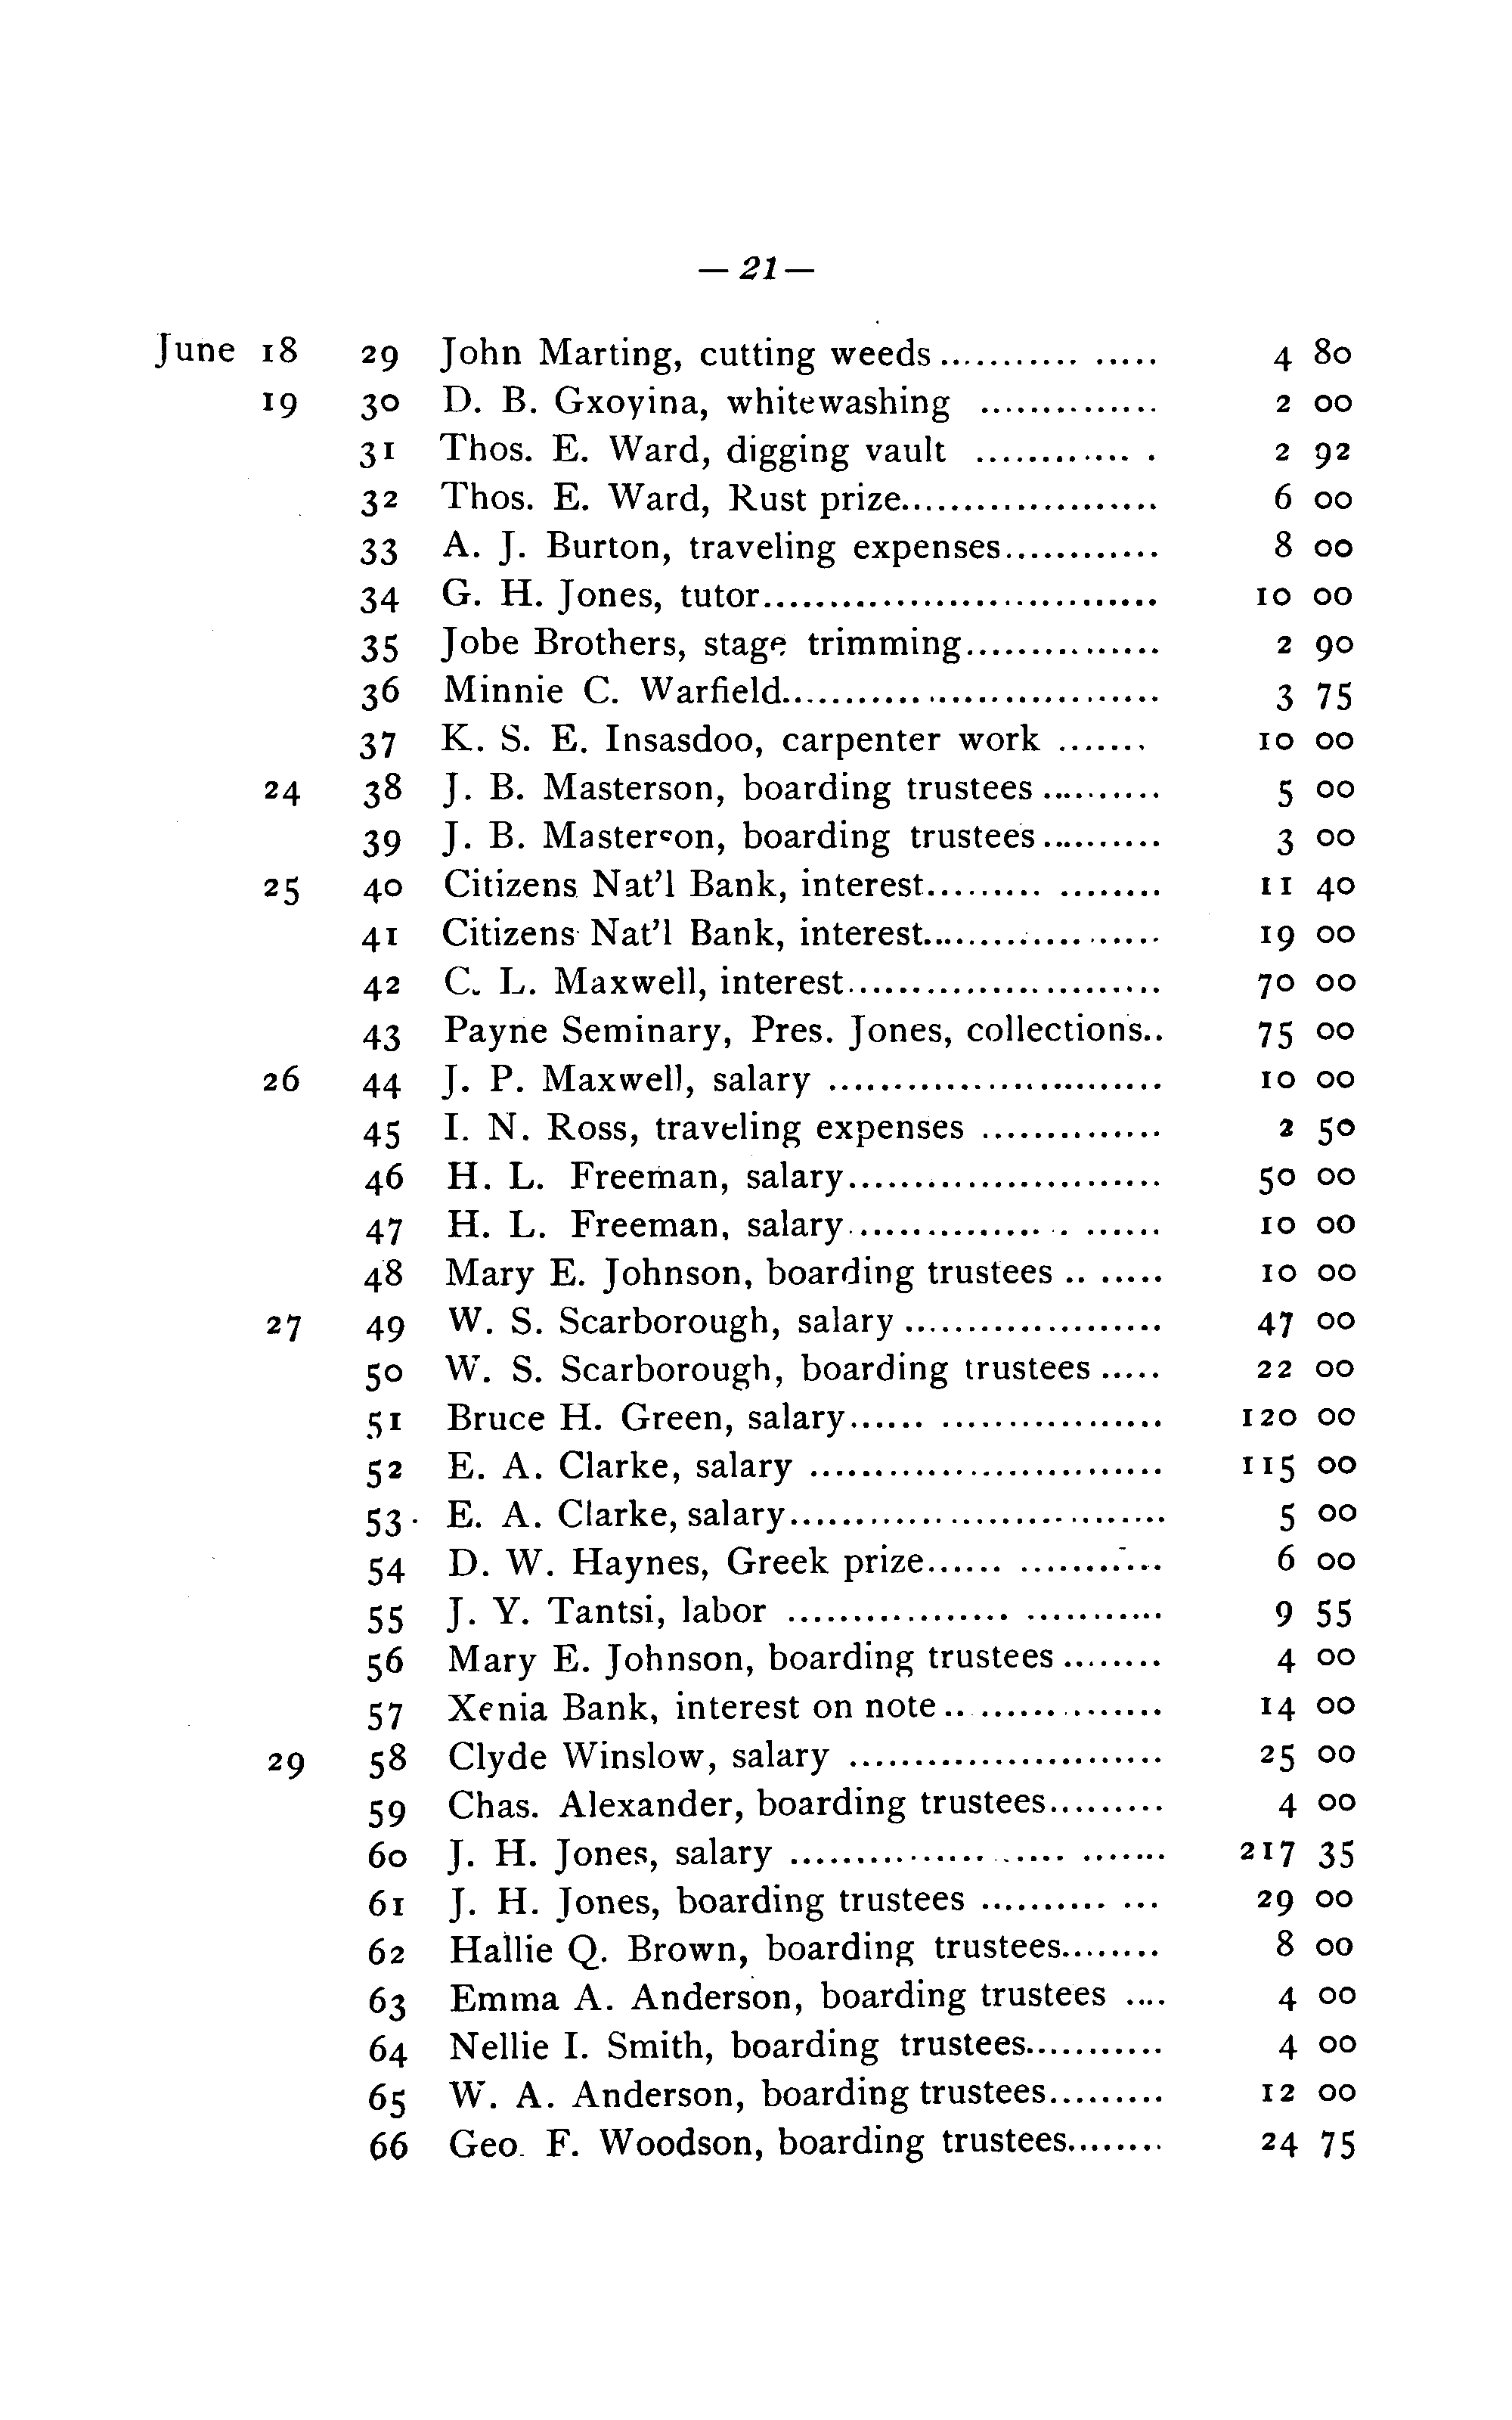 — 21 —
June 18 29 John Marting, cutting weeds................. 4 80
19 30 D. B. Gxoyina, whitewashing .............. 2 00
31 Thos. E. Ward, digging vault ............. . 2 92
32 Thos. E. Ward, Rust prize.................... 6 00
33 A. J. Burton, traveling expenses............ 8 00
34 G. H. Jones, tutor............................... 10 00
35 Jobe Brothers, stage trimming............... 2 90
36 Minnie C. Warfield.............................. 3 75
37 K. S. E. Insasdoo, carpenter work ....... 10 00
24 38 J. B. Masterson, boarding trustees.......... 5 00
39 J. B. Masterson, boarding trustees.......... 3 00
25 40 Citizens Nat'l Bank, interest......... ........ 11 40
41 Citizens Nat'l Bank, interest................... 19 00
42 C. L. Maxwell, interest......................... 70 00
43 Payne Seminary, Pres. Jones, collections.. 75 00
26 44 J. P. Maxwell, salary .......................... 10 00
45 I. N. Ross, traveling expenses .............. 2 50
46 H. L. Freeman, salary......................... 50 00
47 H. L. Freeman, salary................ . ...... 10 00
48 Mary E. Johnson, boarding trustees .. ..... 10 00
27 49 W. S. Scarborough, salary .................... 47 00
50 W. S. Scarborough, boarding trustees ..... 22 00
51 Bruce H. Green, salary...... .................. 120 00
52 E. A. Clarke, salary ............................ 115 00
53 E. A. Clarke, salary.............................. 5 00
54 D. W. Haynes, Greek prize...... ........... 6 00
55 J. Y. Tantsi, labor ................. ........... 9 55
56 Mary E. Johnson, boarding trustees ........ 4 00
57 Xenia Bank, interest on note .. .............. 14 00
29 58 Clyde Winslow, salary ......................... 25 00
59 Chas. Alexander, boarding trustees......... 4 00
60 J. H. Jones, salary ...................... ....... 217 35
61 J. H. Jones, boarding trustees .......... ... 29 00
62 Hallie Q. Brown, boarding trustees........ 8 00
63 Emma A. Anderson, boarding trustees .... 4 00
64 Nellie I. Smith, boarding trustees........... 4 00
65 W. A. Anderson, boarding trustees......... 12 00
66 Geo. F. Woodson, boarding trustees........ 24 75